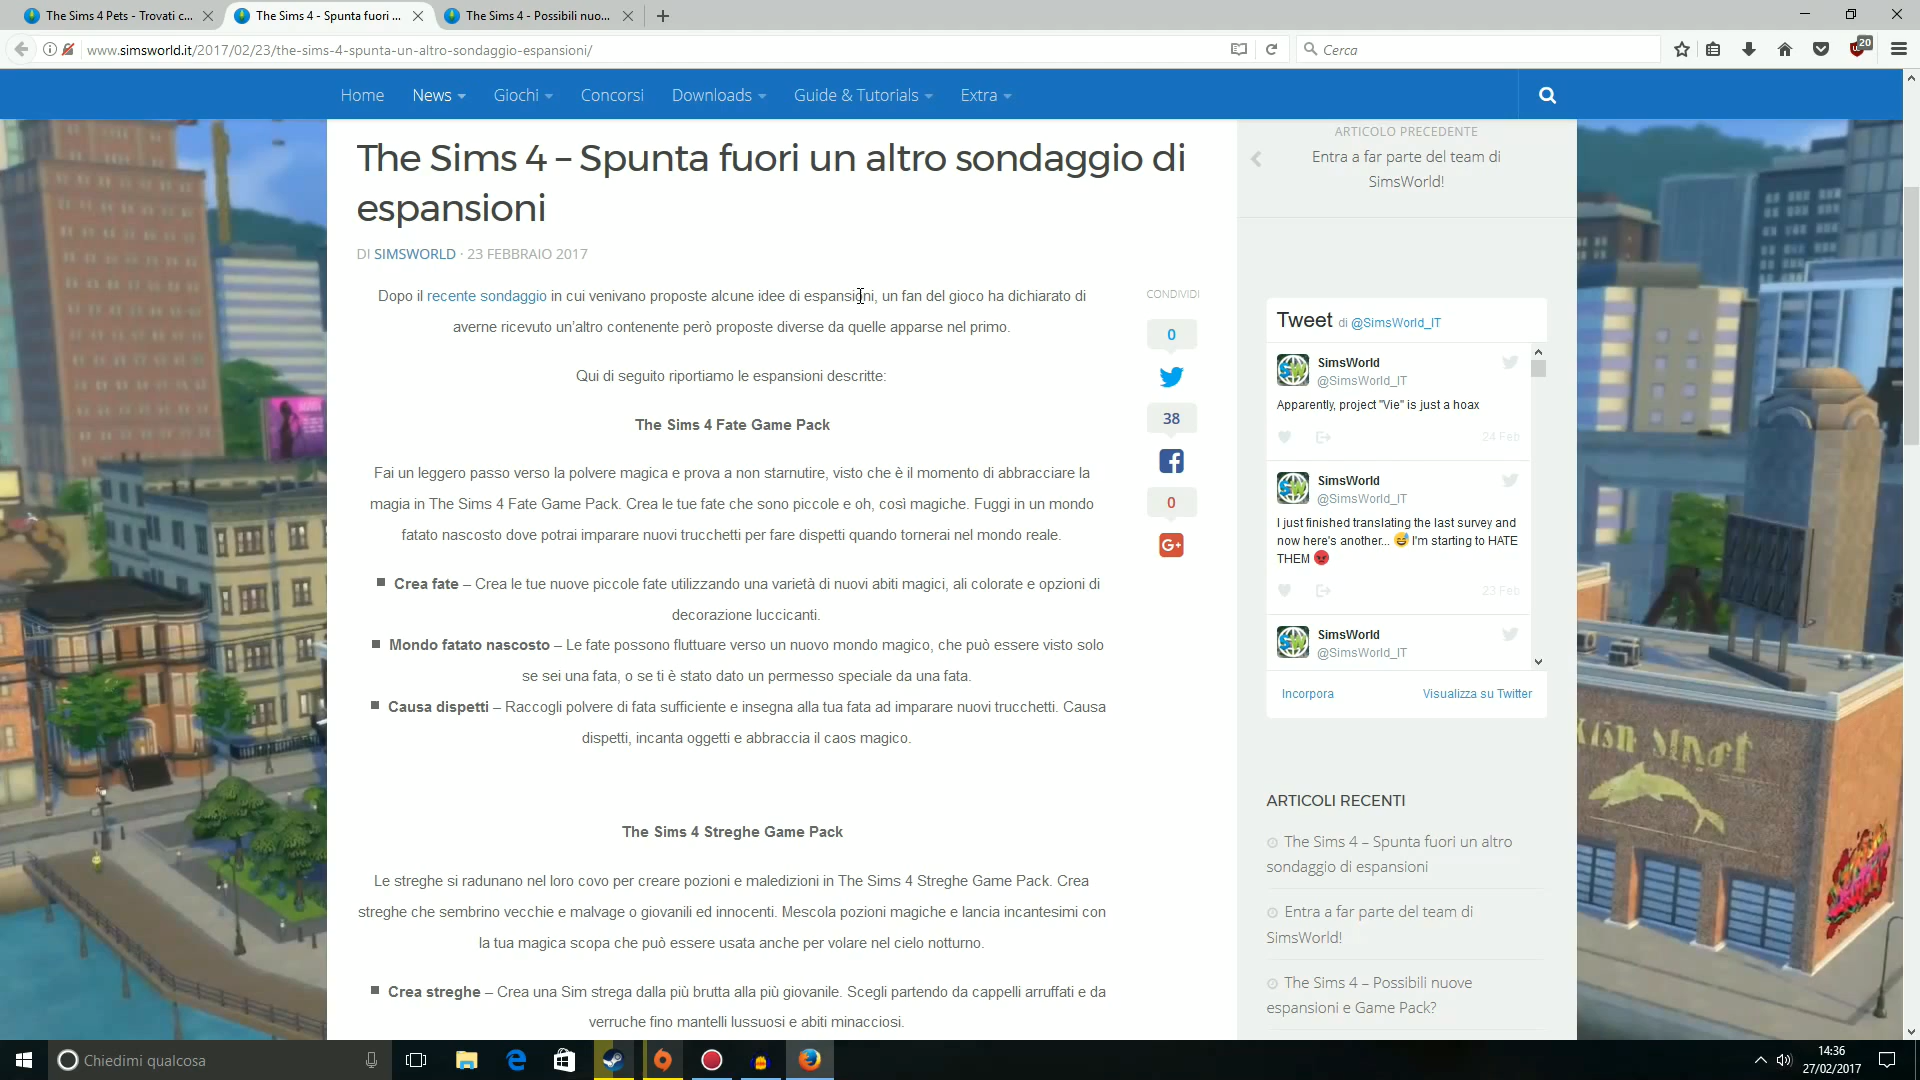 The Sims 4 Pets - Trovati c...
The Sims 4 - Spunta fuori ...
The Sims 4 - Possibili nuo...
www.simsworld.it/2017/02/23/the-sims-4-spunta-un-altro-sondaggio-espansioni/
Cerca
20
Home
News
Giochi
Concorsi
Downloads
Guide & Tutorials
Extra
The Sims 4 – Spunta fuori un altro sondaggio di
espansioni
DI SIMSWORLD · 23 FEBBRAIO 2017
Dopo il recente sondaggio in cui venivano proposte alcune idee di espansioni, un fan del gioco ha dichiarato di
averne ricevuto un'altro contenente però proposte diverse da quelle apparse nel primo.
Qui di seguito riportiamo le espansioni descritte:
The Sims 4 Fate Game Pack
Fai un leggero passo verso la polvere magica e prova a non starnutire, visto che è il momento di abbracciare la
magia in The Sims 4 Fate Game Pack. Crea le tue fate che sono piccole e oh, così magiche. Fuggi in un mondo
fatato nascosto dove potrai imparare nuovi trucchetti per fare dispetti quando tornerai nel mondo reale.
Crea fate – Crea le tue nuove piccole fate utilizzando una varietà di nuovi abiti magici, ali colorate e opzioni di
decorazione luccicanti.
Mondo fatato nascosto – Le fate possono fluttuare verso un nuovo mondo magico, che può essere visto solo
se sei una fata, o se ti è stato dato un permesso speciale da una fata.
Causa dispetti – Raccogli polvere di fata sufficiente e insegna alla tua fata ad imparare nuovi trucchetti. Causa
dispetti, incanta oggetti e abbraccia il caos magico.
The Sims 4 Streghe Game Pack
Le streghe si radunano nel loro covo per creare pozioni e maledizioni in The Sims 4 Streghe Game Pack. Crea
streghe che sembrino vecchie e malvage o giovanili ed innocenti. Mescola pozioni magiche e lancia incantesimi con
la tua magica scopa che può essere usata anche per volare nel cielo notturno.
Crea streghe – Crea una Sim strega dalla più brutta alla più giovanile. Scegli partendo da cappelli arruffati e da
verruche fino mantelli lussuosi e abiti minacciosi.
CONDIVIDI
0
38
0
G+
ARTICOLO PRECEDENTE
Entra a far parte del team di
SimsWorld!
Tweet di @SimsWorld_IT
SimsWorld
@SimsWorld_IT
Apparently, project "Vie" is just a hoax
24 Feb
SimsWorld
@SimsWorld_IT
I just finished translating the last survey and
now here's another... 😅 I'm starting to HATE
THEM 😡
23 Feb
SimsWorld
@SimsWorld_IT
Incorpora
Visualizza su Twitter
ARTICOLI RECENTI
The Sims 4 – Spunta fuori un altro
sondaggio di espansioni
Entra a far parte del team di
SimsWorld!
The Sims 4 – Possibili nuove
espansioni e Game Pack?
Chiedimi qualcosa
14:36
27/02/2017